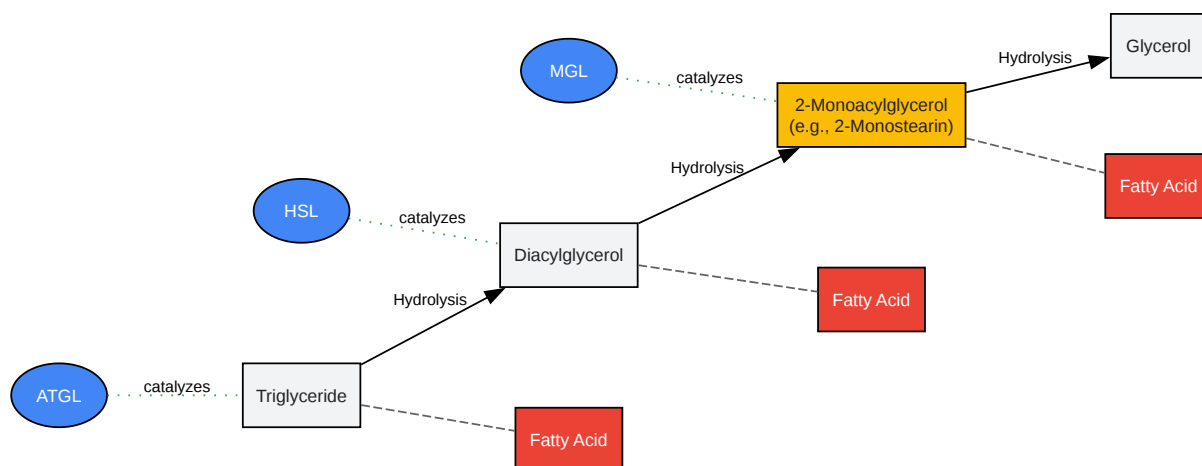 Glycerol
Hydrolysis
MGL
catalyzes
2-Monoacylglycerol
(e.g., 2-Monostearin)
Hydrolysis
Fatty Acid
HSL
catalyzes
Diacylglycerol
Hydrolysis
Fatty Acid
ATGL
catalyzes
Triglyceride
Fatty Acid